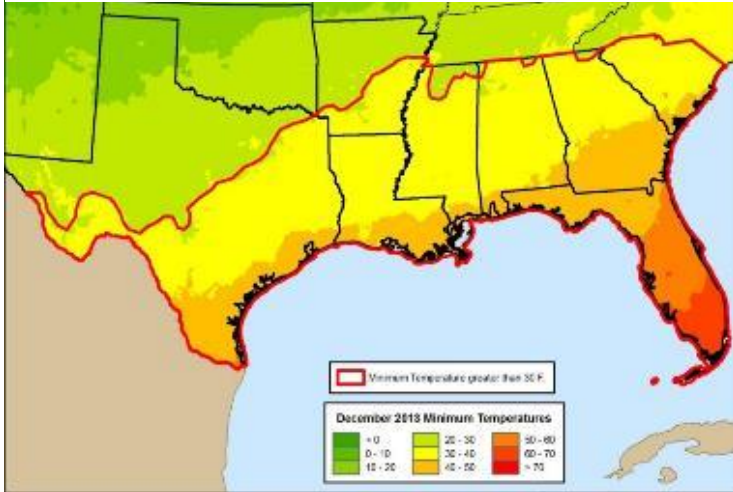 Minimum Temperature greater than 30 F.
December 2018 Minimum Temperatures
< 0 20 - 30 50 - 60
0 - 10 30 - 40 60 - 70
10 - 20 40 - 50 > 70